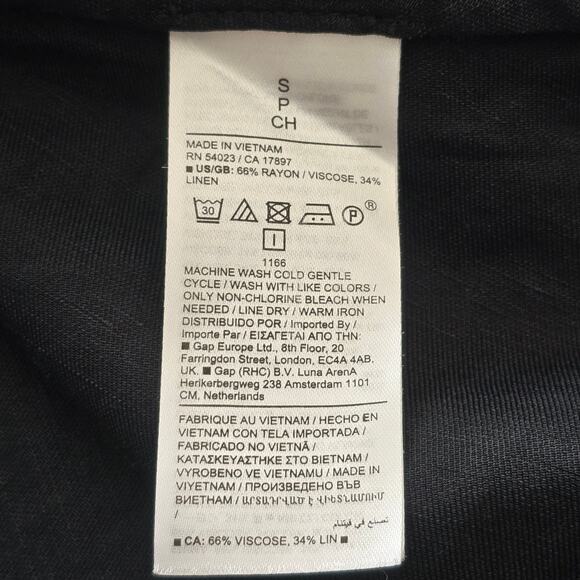 S
P
CH
MADE IN VIETNAM
RN 54023 / CA 17897
■ US/GB: 66% RAYON / VISCOSE, 34%
LINEN
30
P ®
1166
MACHINE WASH COLD GENTLE
CYCLE / WASH WITH LIKE COLORS /
ONLY NON-CHLORINE BLEACH WHEN
NEEDED / LINE DRY / WARM IRON
DISTRIBUIDO POR / Imported By /
Importe Par / ΕΙΣΑΓΕΤΑΙ ΑΠΟ ΤΗΝ:
■ Gap Europe Ltd., 8th Floor, 20
Farringdon Street, London, EC4A 4AB.
UK. ■ Gap (RHC) B.V. Luna ArenA
Herikerbergweg 238 Amsterdam 1101
CM, Netherlands
FABRIQUE AU VIETNAM / HECHO EN
VIETNAM CON TELA IMPORTADA /
FABRICADO NO VIETNÃ /
ΚΑΤΑΣΚΕΥΑΣΤΗΚΕ ΣΤΟ ΒΙΕΤΝΑΜ /
VYROBENO VE VIETNAMU / MADE IN
VIYETNAM / ПРОИЗВЕДЕНО ВЪВ
ВИЕТНАМ / ԱՐՏԱԴՐՎԱԾ Է ՎԻԵՏՆԱՄՈՒՄ
/
تصنع في فيتنام
■ CA: 66% VISCOSE, 34% LIN ■